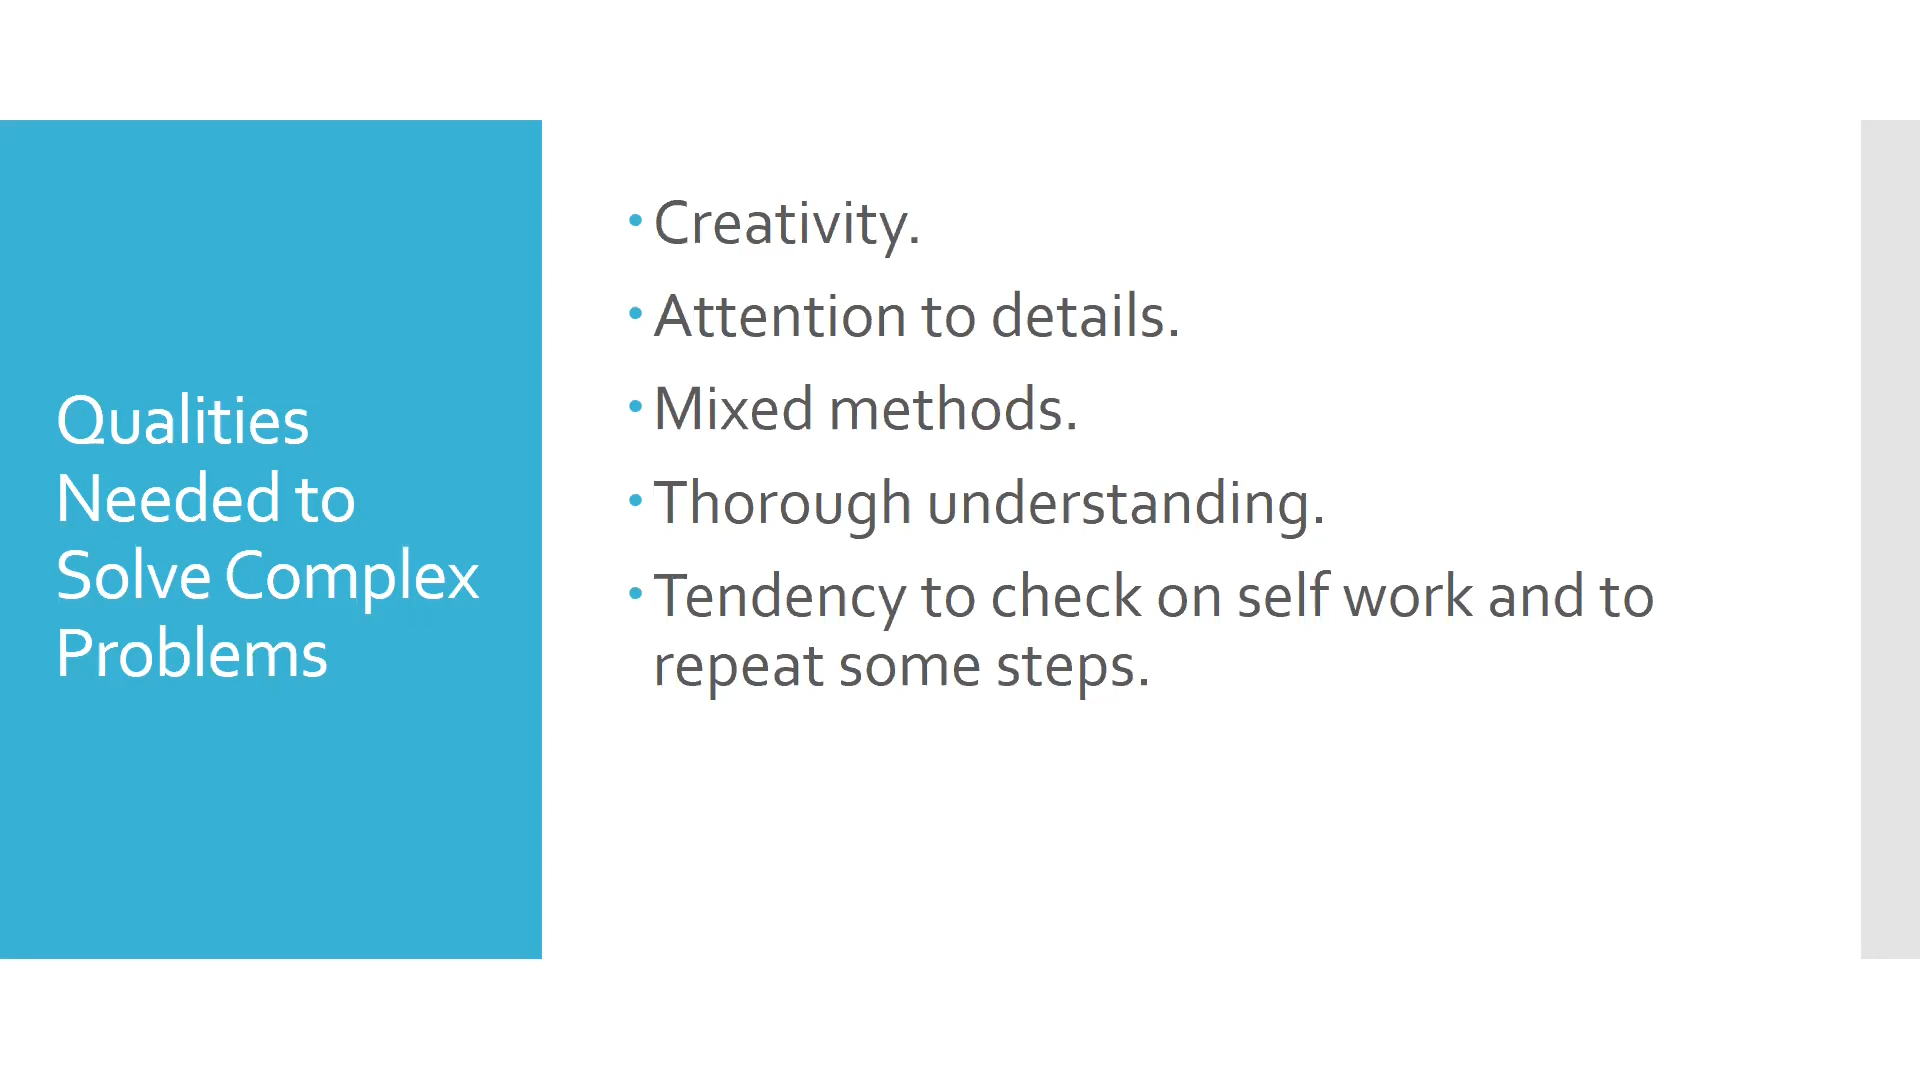 Qualities
Needed to
Solve Complex
Problems
• Creativity.
• Attention to details.
• Mixed methods.
• Thorough understanding.
• Tendency to check on self work and to
repeat some steps.